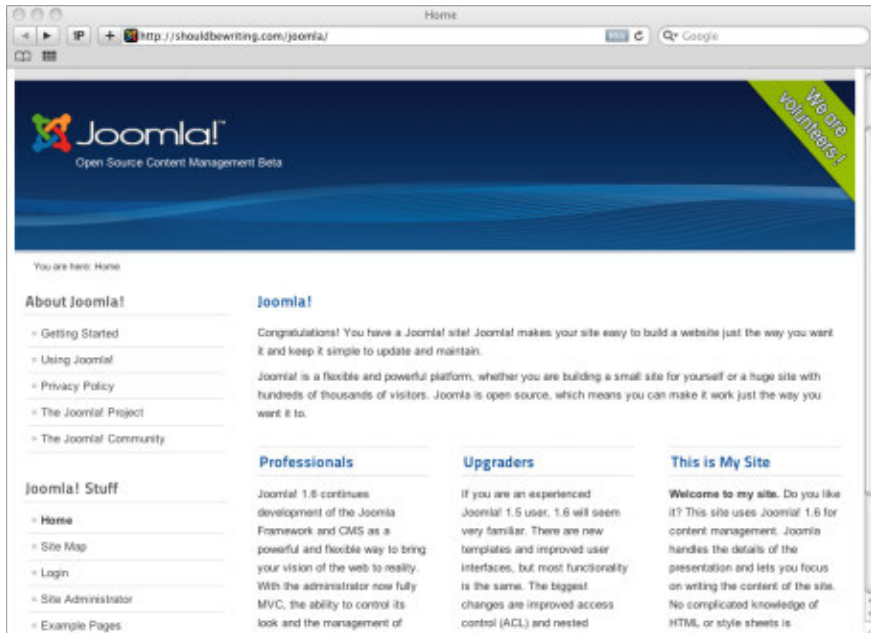 Home
http://shouldbewriting.com/joomla/
Google
We are
volunteers!
Joomla!™
Open Source Content Management Beta
You are here: Home
About Joomla!
Getting Started
Using Joomla!
Privacy Policy
The Joomla! Project
The Joomla! Community
Joomla! Stuff
Home
Site Map
Login
Site Administrator
Example Pages
Joomla!
Congratulations! You have a Joomla! site! Joomla! makes your site easy to build a website just the way you want
it and keep it simple to update and maintain.
Joomla! is a flexible and powerful platform, whether you are building a small site for yourself or a huge site with
hundreds of thousands of visitors. Joomla is open source, which means you can make it work just the way you
want it to.
Professionals
Joomla! 1.6 continues
development of the Joomla
Framework and CMS as a
powerful and flexible way to bring
your vision of the web to reality.
With the administrator now fully
MVC, the ability to control its
look and the management of
Upgraders
If you are an experienced
Joomla! 1.5 user, 1.6 will seem
very familiar. There are new
templates and improved user
interfaces, but most functionality
is the same. The biggest
changes are improved access
control (ACL) and nested
This is My Site
Welcome to my site. Do you like
it? This site uses Joomla! 1.6 for
content management. Joomla
handles the details of the
presentation and lets you focus
on writing the content of the site.
No complicated knowledge of
HTML or style sheets is